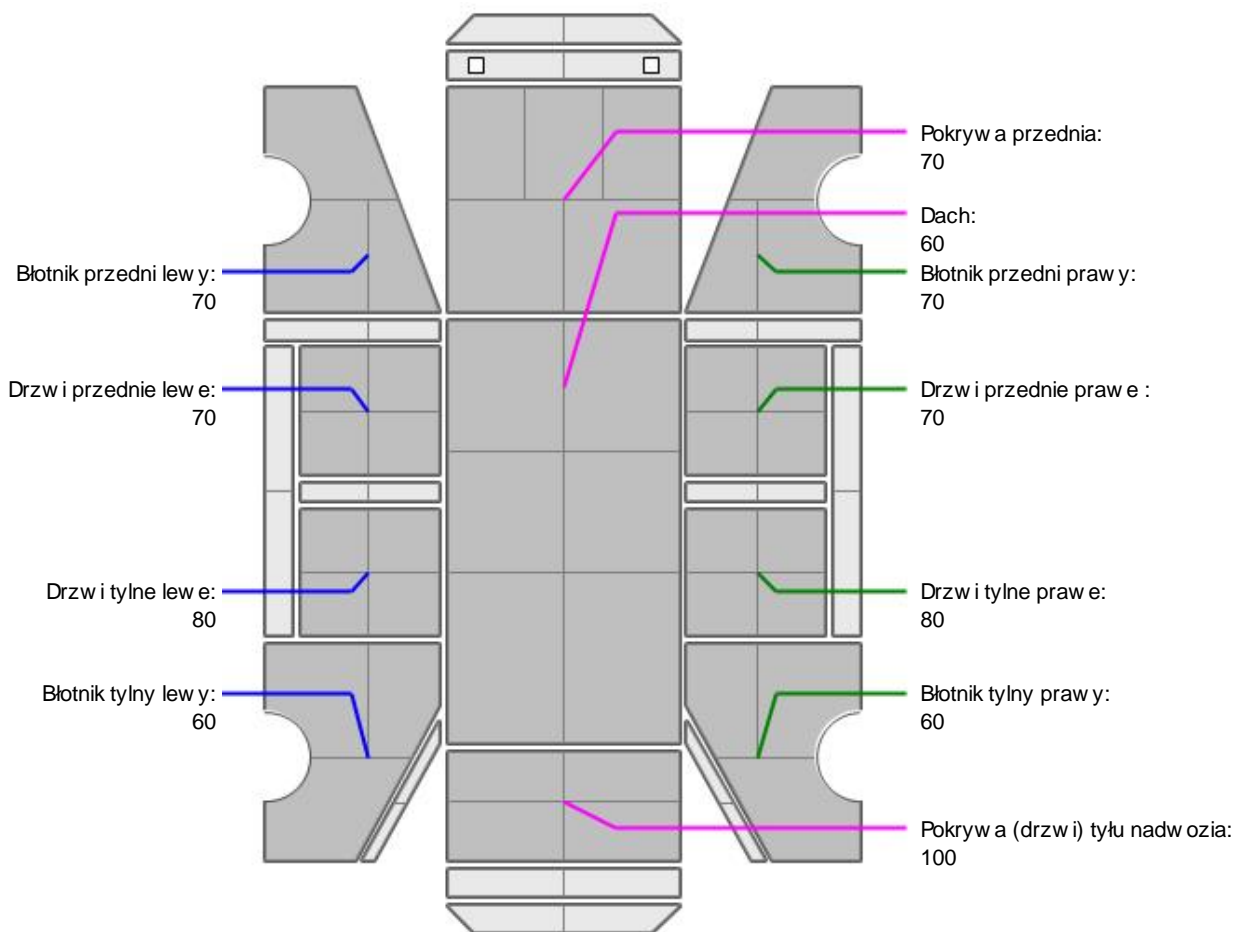 Pokrywa przednia:
70
Dach:
60
Błotnik przedni lewy:
70
Błotnik przedni prawy:
70
Drzwi przednie lewe:
70
Drzwi przednie prawe :
70
Drzwi tylne lewe:
80
Drzwi tylne prawe:
80
Błotnik tylny lewy:
60
Błotnik tylny prawy:
60
Pokrywa (drzwi) tyłu nadwozia:
100